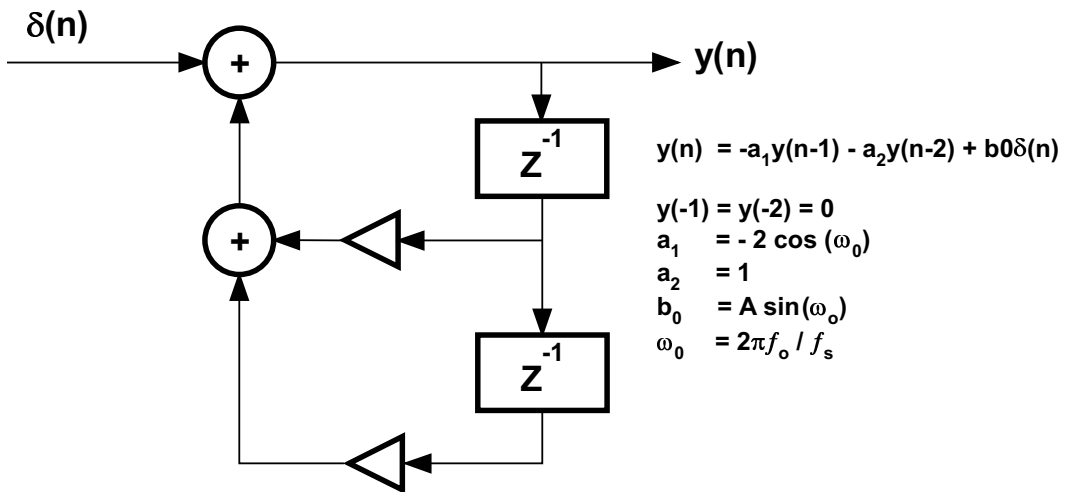 δ(n)
+
y(n)
Z⁻¹
y(n) = -a₁y(n-1) - a₂y(n-2) + b0δ(n)
y(-1) = y(-2) = 0
+
a₁ = - 2 cos (ω₀)
a₂ = 1
b₀ = A sin(ωₒ)
ω₀ = 2πfₒ / fₛ
Z⁻¹